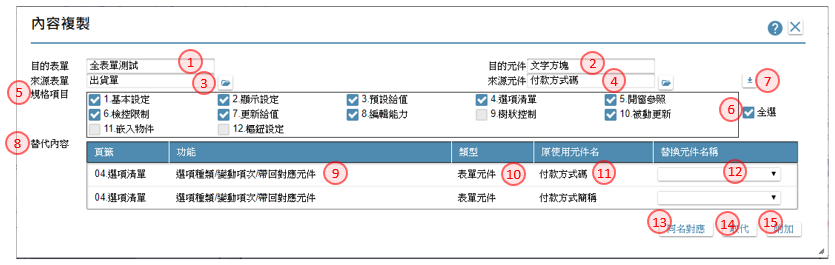 內容複製
?
目的表單 全表單測試 1 目的元件 文字方塊 2
來源表單 出貨單 3 來源元件 付款方式碼 4 7
5 規格項目 1.基本設定 2.顯示設定 3.預設給值 4.選項清單 5.開窗參照
6.檢控限制 7.更新給值 8.編輯能力 9.樹狀控制 10.被動更新 6 全選
11.嵌入物件 12.樞紐設定
8 替代內容
頁籤 功能 類型 原使用元件名 替換元件名稱
04.選項清單 選項種類/變動項次/帶回對應元件 9 表單元件 10 付款方式碼 11 12
04.選項清單 選項種類/變動項次/帶回對應元件 表單元件 付款方式簡稱
13 同名對應 14 取代 15 附加